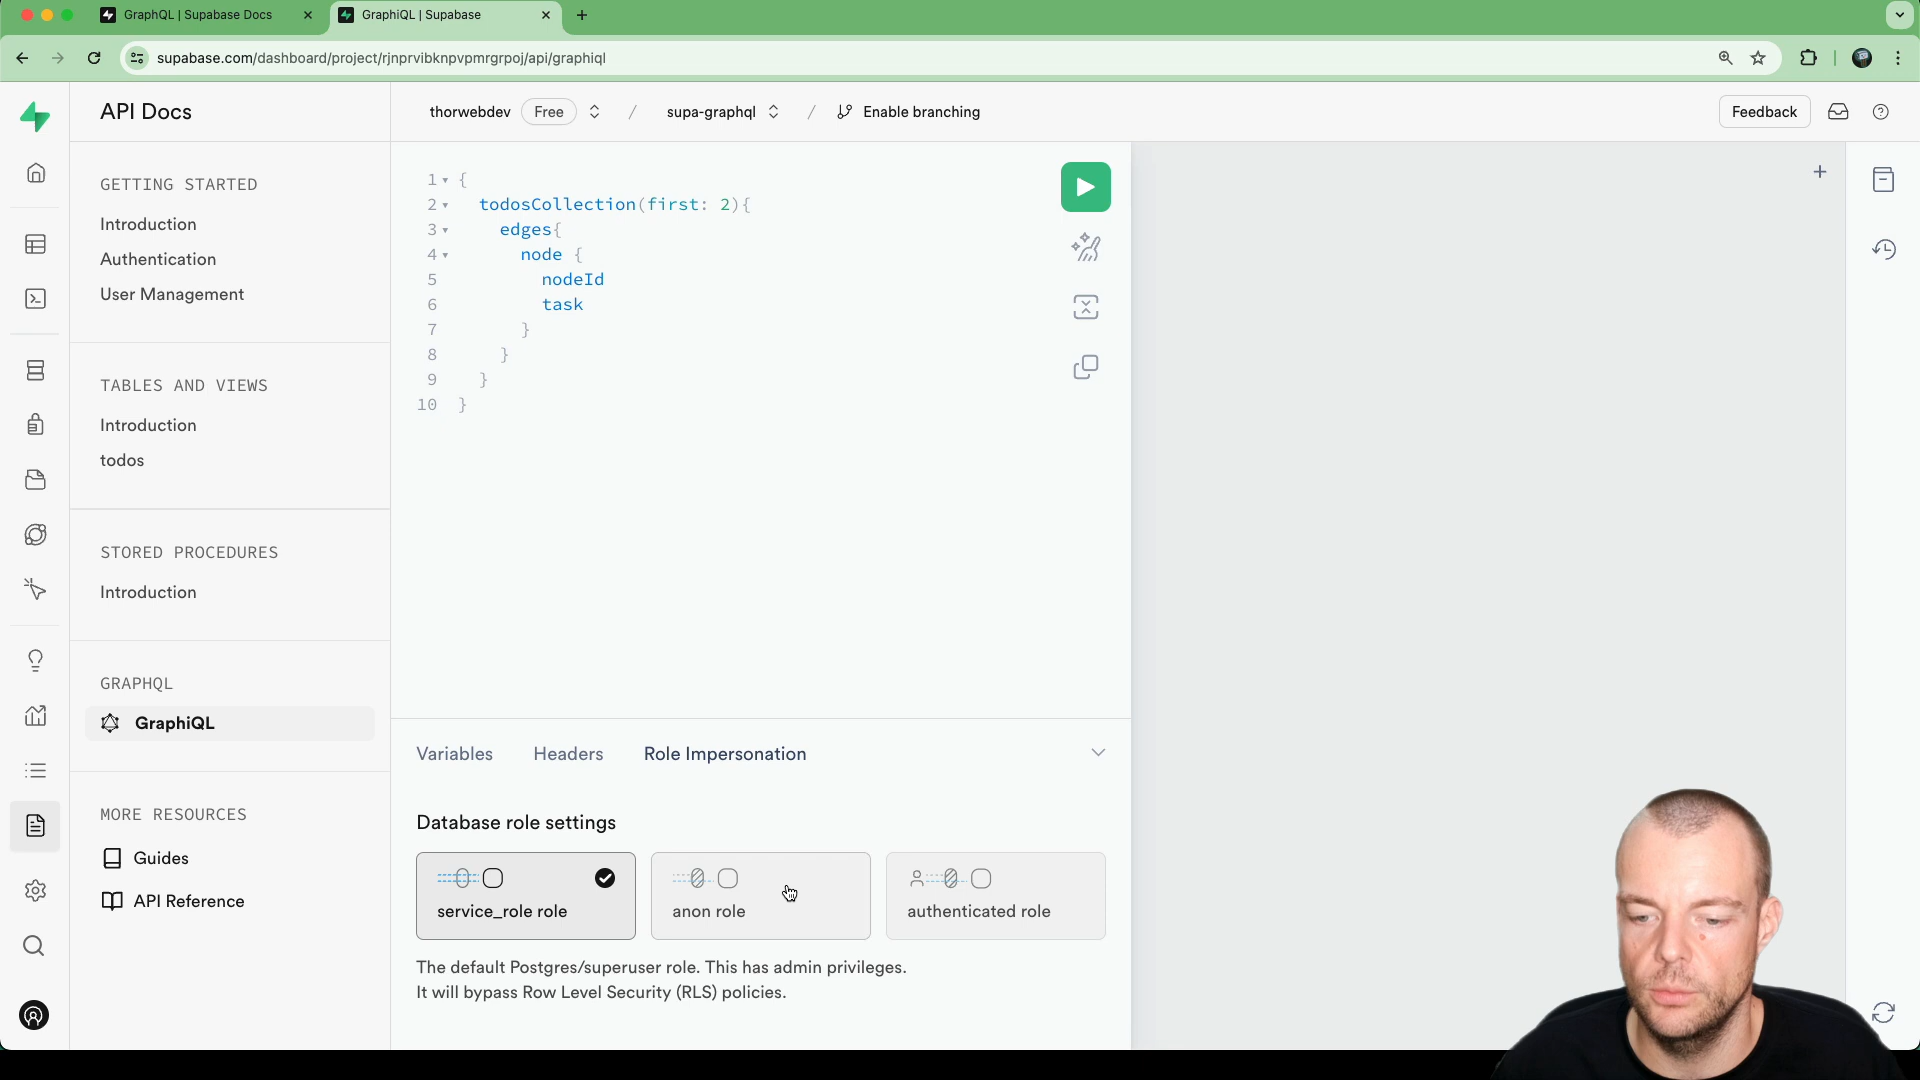 GraphQL | Supabase Docs
GraphiQL | Supabase
supabase.com/dashboard/project/rjnprvibknpvpmrgrpoj/api/graphiql
API Docs
thorwebdev Free / supa-graphql / Enable branching
Feedback
GETTING STARTED
Introduction
Authentication
User Management
TABLES AND VIEWS
Introduction
todos
STORED PROCEDURES
Introduction
GRAPHQL
GraphiQL
MORE RESOURCES
Guides
API Reference
1 {
2 todosCollection(first: 2){
3 edges{
4 node {
5 nodeId
6 task
7 }
8 }
9 }
10 }
Variables Headers Role Impersonation
Database role settings
service_role role
anon role
authenticated role
The default Postgres/superuser role. This has admin privileges.
It will bypass Row Level Security (RLS) policies.